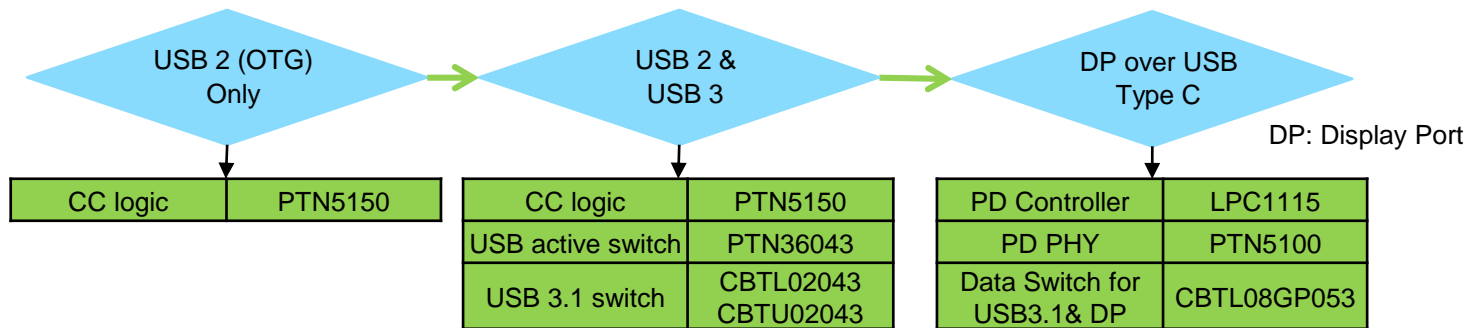 USB 2 (OTG)
Only
USB 2 &
USB 3
DP over USB
Type C
DP: Display Port
CC logic PTN5150
CC logic PTN5150
USB active switch PTN36043
USB 3.1 switch CBTL02043
CBTU02043
PD Controller LPC1115
PD PHY PTN5100
Data Switch for
USB3.1& DP CBTL08GP053